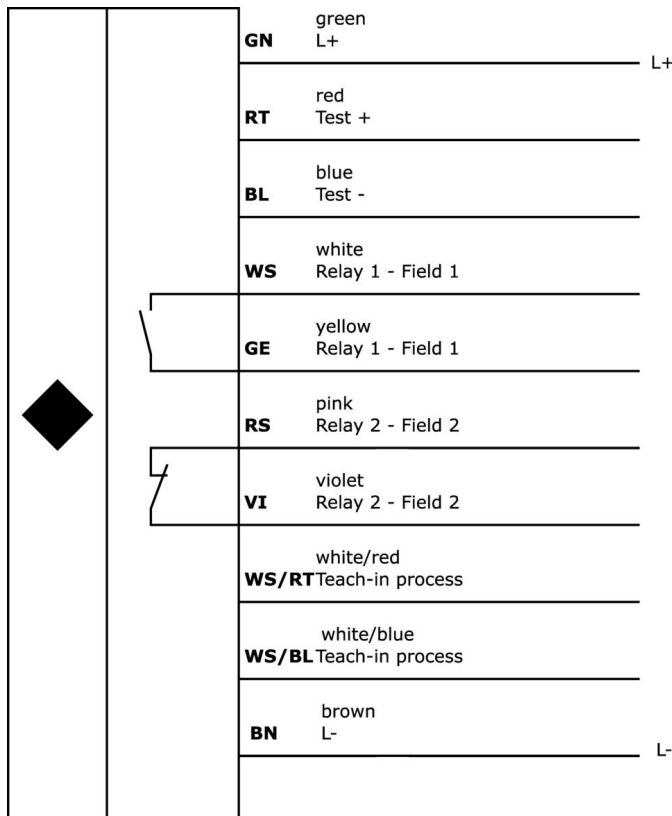 green
GN L+
L+
red
RT Test +
blue
BL Test -
white
WS Relay 1 - Field 1
yellow
GE Relay 1 - Field 1
pink
RS Relay 2 - Field 2
violet
VI Relay 2 - Field 2
white/red
WS/RT Teach-in process
white/blue
WS/BL Teach-in process
brown
BN L-
L-